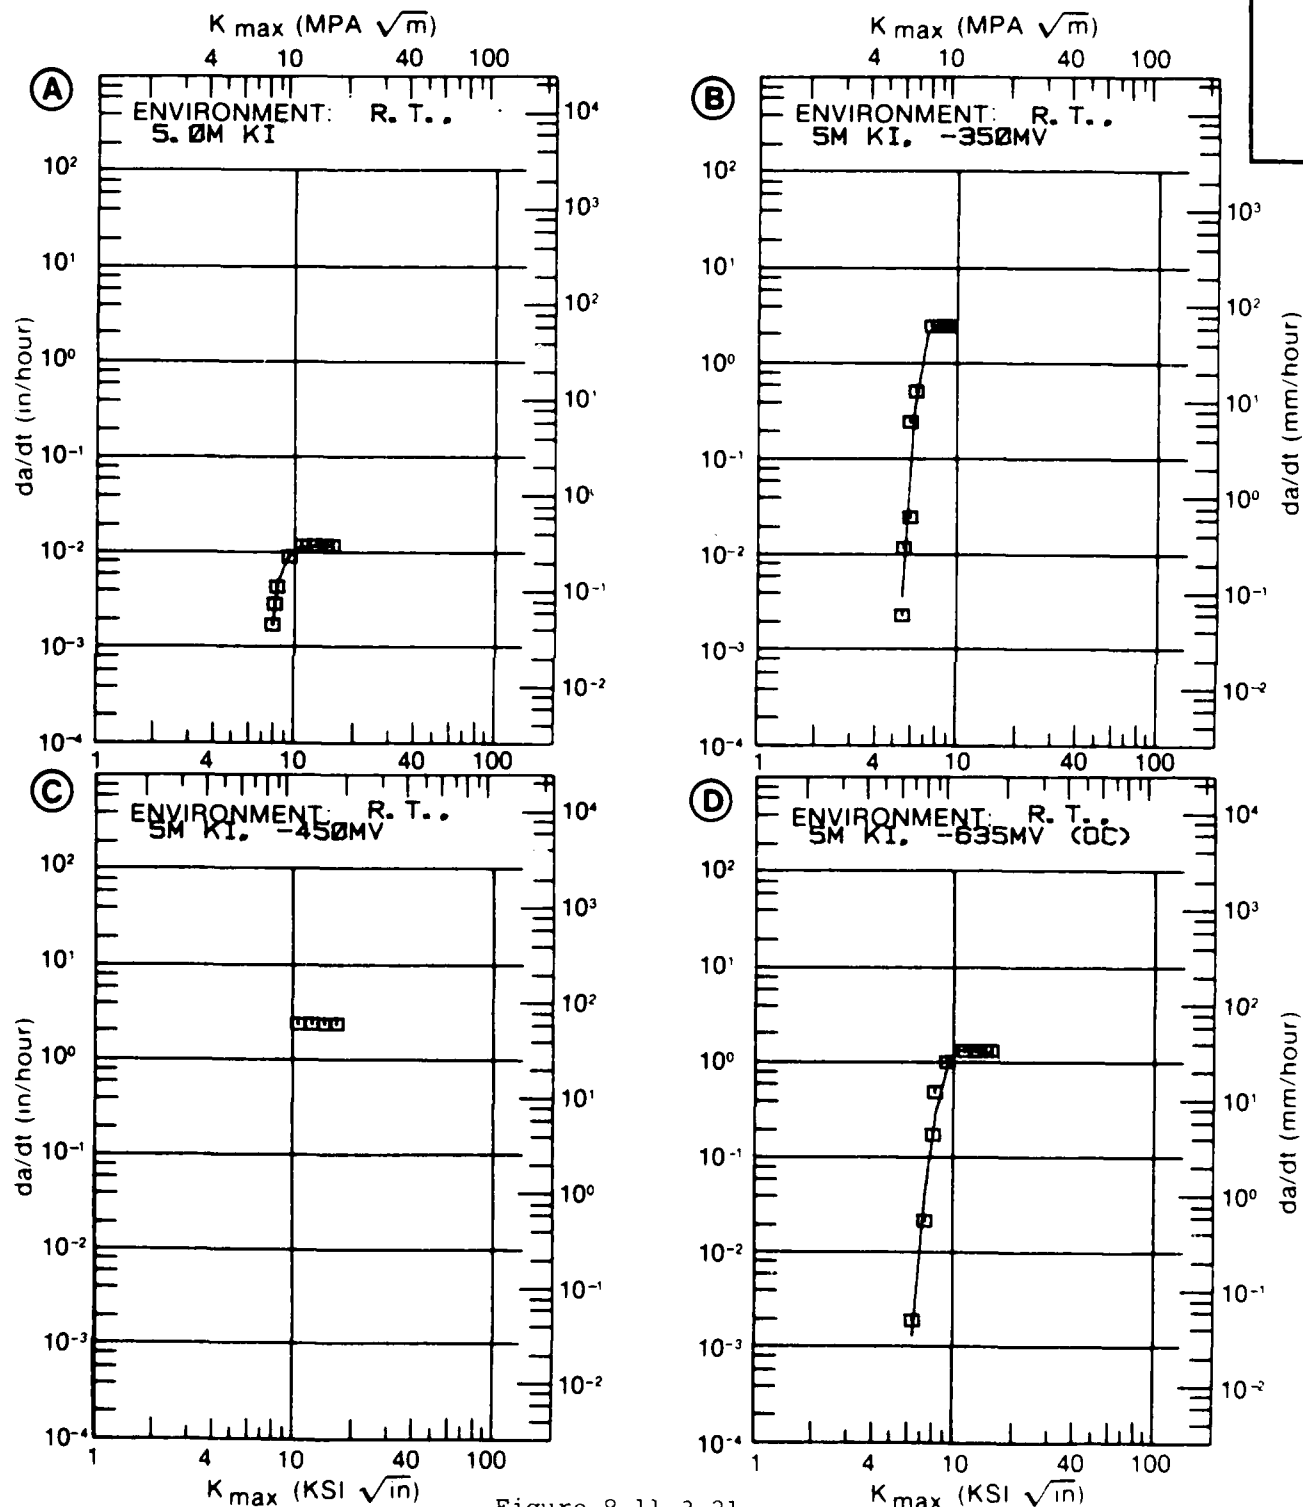 K max (MPA √m)
4 10 40 100
A
ENVIRONMENT: R. T.,
5.0M KI
10² 10¹ 10⁰ 10⁻¹ 10⁻² 10⁻³ 10⁻⁴
da/dt (in/hour)
10⁴ 10³ 10² 10¹ 10⁰ 10⁻¹ 10⁻²
1 4 10 40 100
K max (MPA √m)
4 10 40 100
B
ENVIRONMENT: R. T.,
5M KI, -350MV
10² 10¹ 10⁰ 10⁻¹ 10⁻² 10⁻³ 10⁻⁴
10³ 10² 10¹ 10⁰ 10⁻¹ 10⁻²
da/dt (mm/hour)
1 4 10 40 100
C
ENVIRONMENT: R. T.,
5M KI, -450MV
10² 10¹ 10⁰ 10⁻¹ 10⁻² 10⁻³ 10⁻⁴
da/dt (in/hour)
10⁴ 10³ 10² 10¹ 10⁰ 10⁻¹ 10⁻²
1 4 10 40 100
K max (KSI √in)
D
ENVIRONMENT: R. T.,
5M KI, -635MV (OC)
10² 10¹ 10⁰ 10⁻¹ 10⁻² 10⁻³ 10⁻⁴
10⁴ 10³ 10² 10¹ 10⁰ 10⁻¹ 10⁻²
da/dt (mm/hour)
1 4 10 40 100
K max (KSI √in)